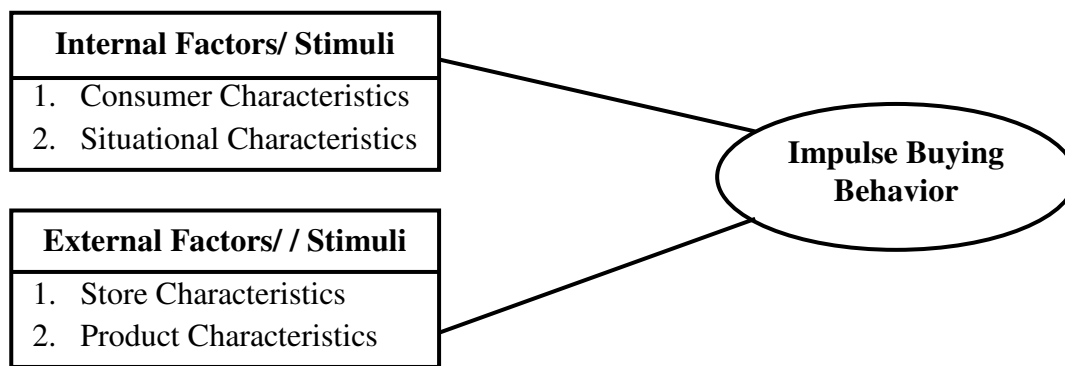 Internal Factors/ Stimuli
1. Consumer Characteristics
2. Situational Characteristics
Impulse Buying
Behavior
External Factors/ / Stimuli
1. Store Characteristics
2. Product Characteristics